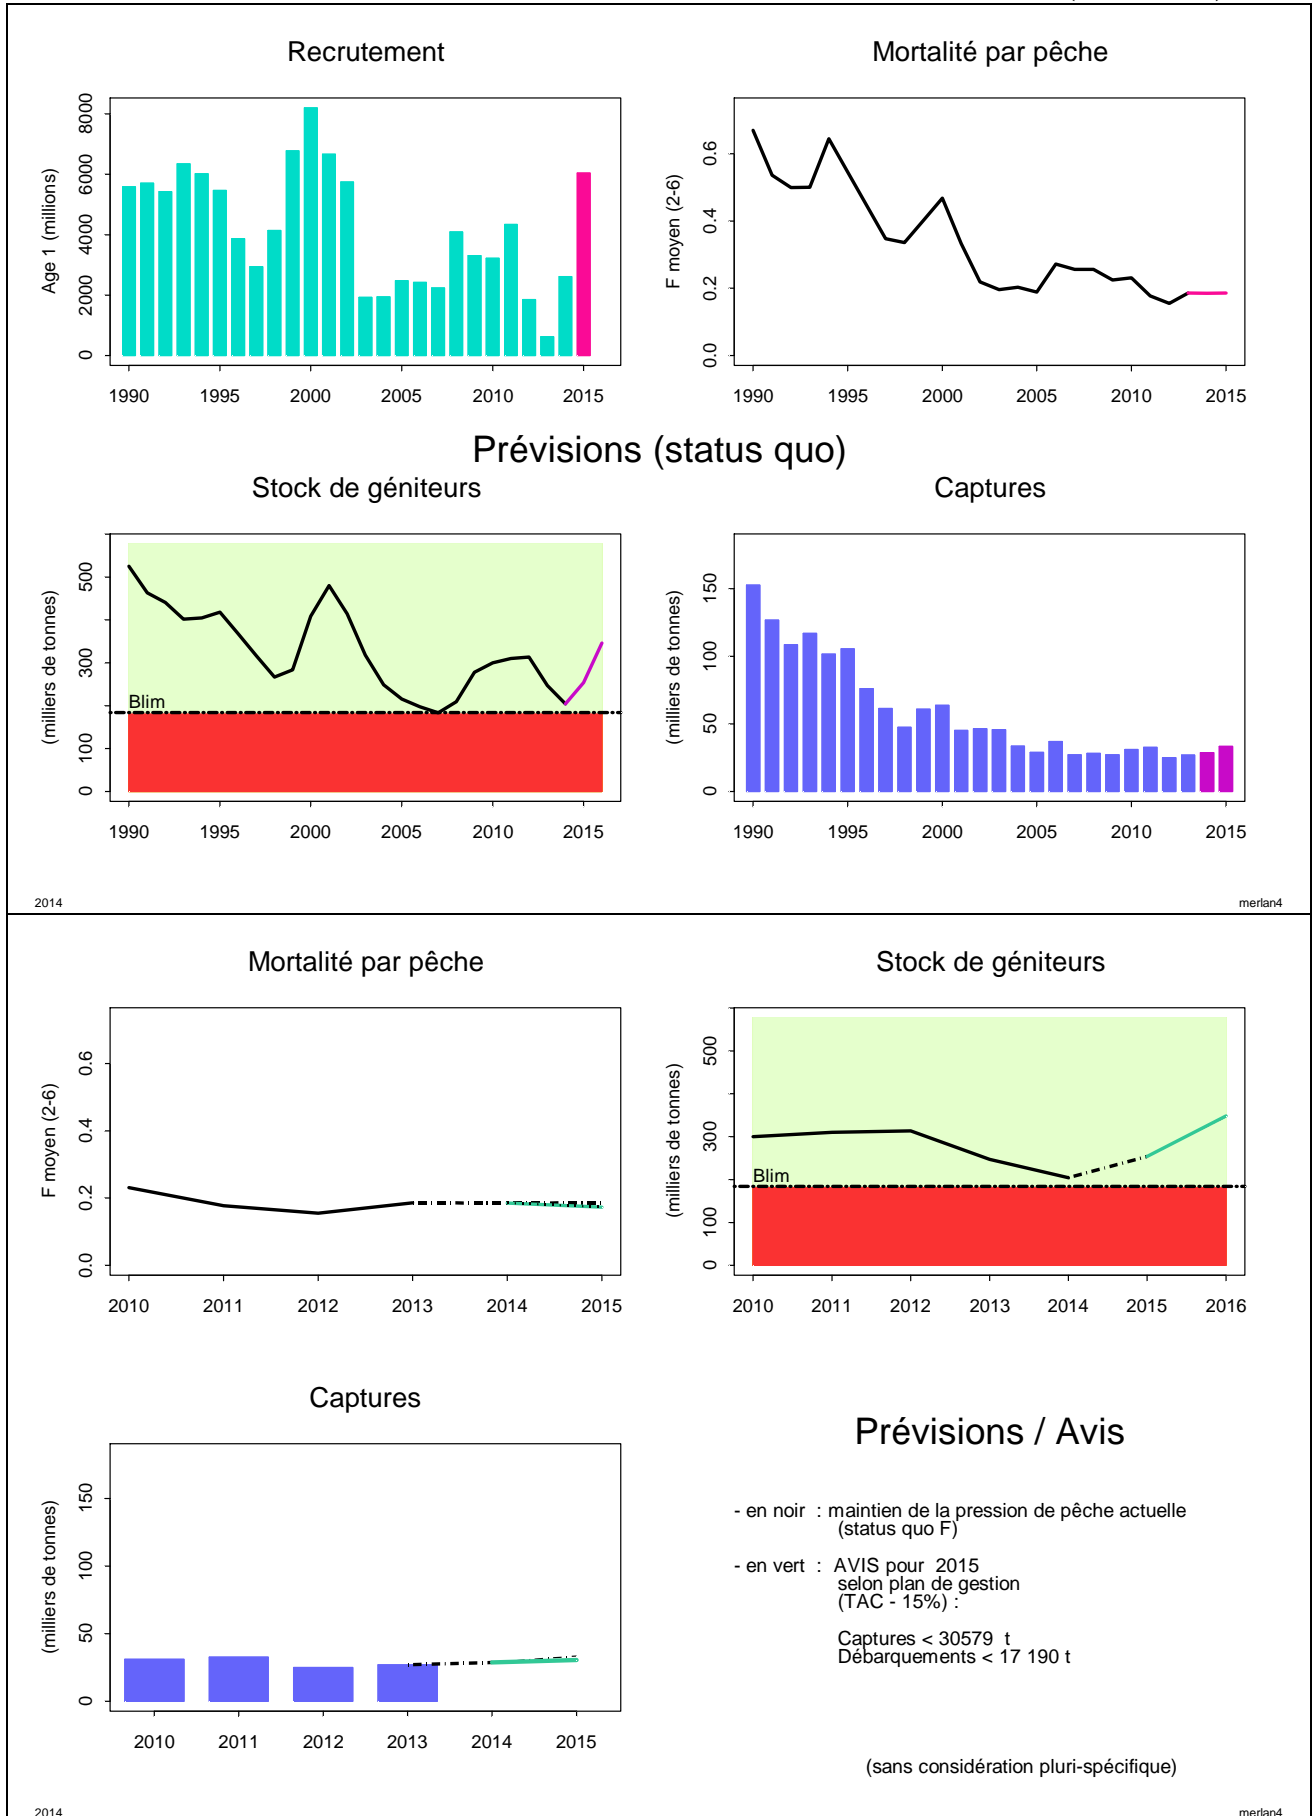 Recrutement
Age 1 (millions)
0 2000 4000 6000 8000
1990 1995 2000 2005 2010 2015
Mortalité par pêche
F moyen (2-6)
0.0 0.2 0.4 0.6
1990 1995 2000 2005 2010 2015
Prévisions (status quo)
Stock de géniteurs
(milliers de tonnes)
0 100 300 500
Blim
1990 1995 2000 2005 2010 2015
Captures
(milliers de tonnes)
0 50 100 150
1990 1995 2000 2005 2010 2015
2014
merlan4
Mortalité par pêche
F moyen (2-6)
0.0 0.2 0.4 0.6
2010 2011 2012 2013 2014 2015
Stock de géniteurs
(milliers de tonnes)
0 100 300 500
Blim
2010 2011 2012 2013 2014 2015 2016
Captures
(milliers de tonnes)
0 50 100 150
2010 2011 2012 2013 2014 2015
Prévisions / Avis
- en noir : maintien de la pression de pêche actuelle
(status quo F)
- en vert : AVIS pour 2015
selon plan de gestion
(TAC - 15%) :
Captures < 30579 t
Débarquements < 17 190 t
(sans considération pluri-spécifique)
2014
merlan4